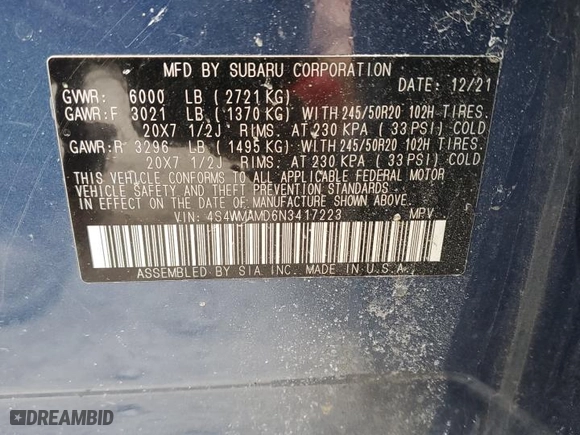 MFD BY SUBARU CORPORATION
DATE: 12/21
GVWR: 6000 LB (2721 KG)
GAWR:F 3021 LB (1370 KG) WITH 245/50R20 102H TIRES.
20X7 1/2J RIMS. AT 230 KPA (33 PSI) COLD
GAWR:R 3296 LB (1495 KG) WITH 245/50R20 102H TIRES.
20X7 1/2J RIMS. AT 230 KPA (33 PSI) COLD
THIS VEHICLE CONFORMS TO ALL APPLICABLE FEDERAL MOTOR
VEHICLE SAFETY AND THEFT PREVENTION STANDARDS IN EFFECT
ON THE DATE OF MANUFACTURE SHOWN ABOVE.
VIN: 4S4WMAMD6N3417223 MPV
ASSEMBLED BY SIA INC. MADE IN U.S.A.
DREAMBID